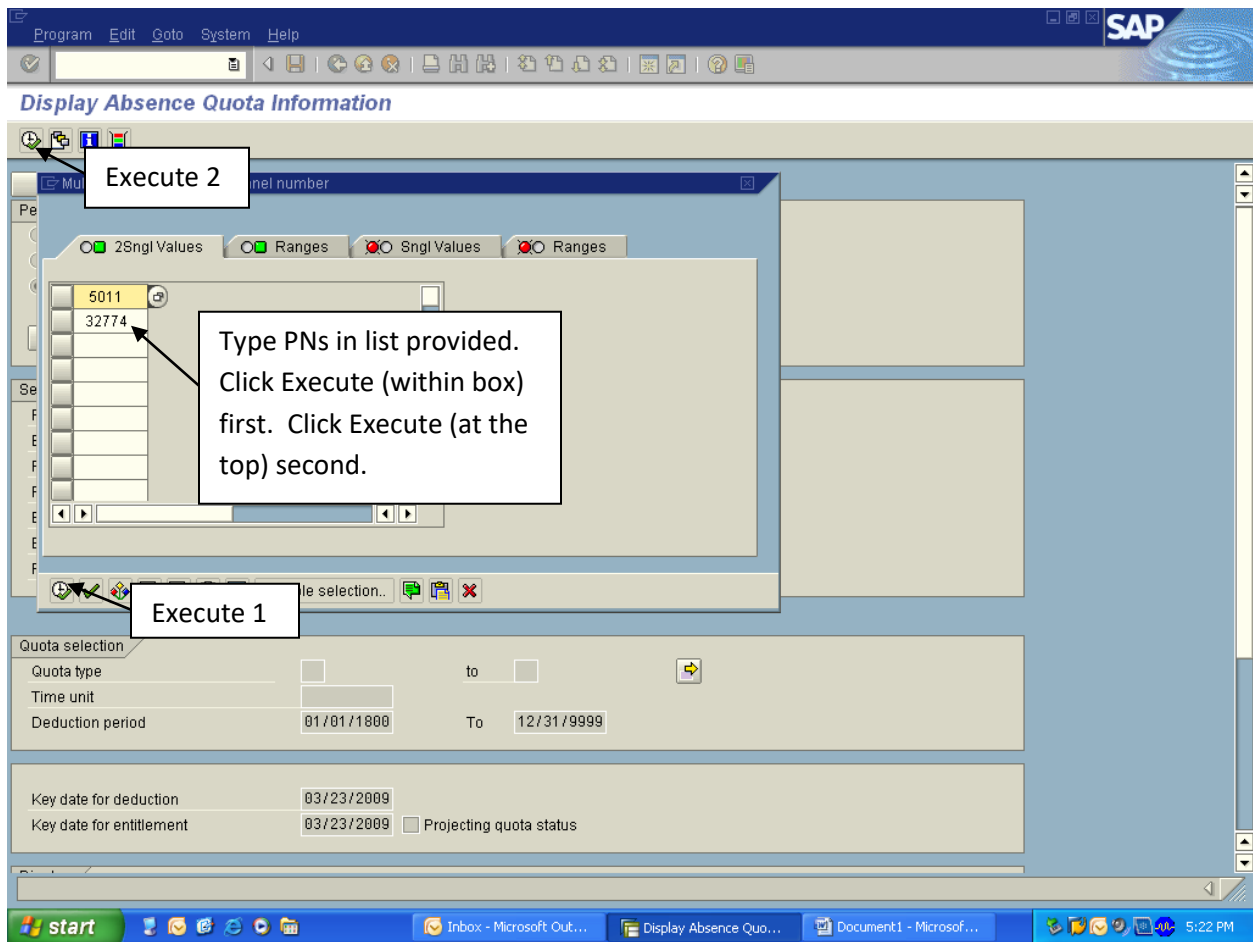 Program Edit Goto System Help
SAP
Display Absence Quota Information
Execute 2
Mul nel number
Pe
2Sngl Values Ranges Sngl Values Ranges
5011
32774
Type PNs in list provided.
Click Execute (within box)
first. Click Execute (at the
top) second.
Se
le selection..
Execute 1
Quota selection
Quota type to
Time unit
Deduction period 01/01/1800 To 12/31/9999
Key date for deduction 03/23/2009
Key date for entitlement 03/23/2009 Projecting quota status
start Inbox - Microsoft Out... Display Absence Quo... Document1 - Microsof... 5:22 PM